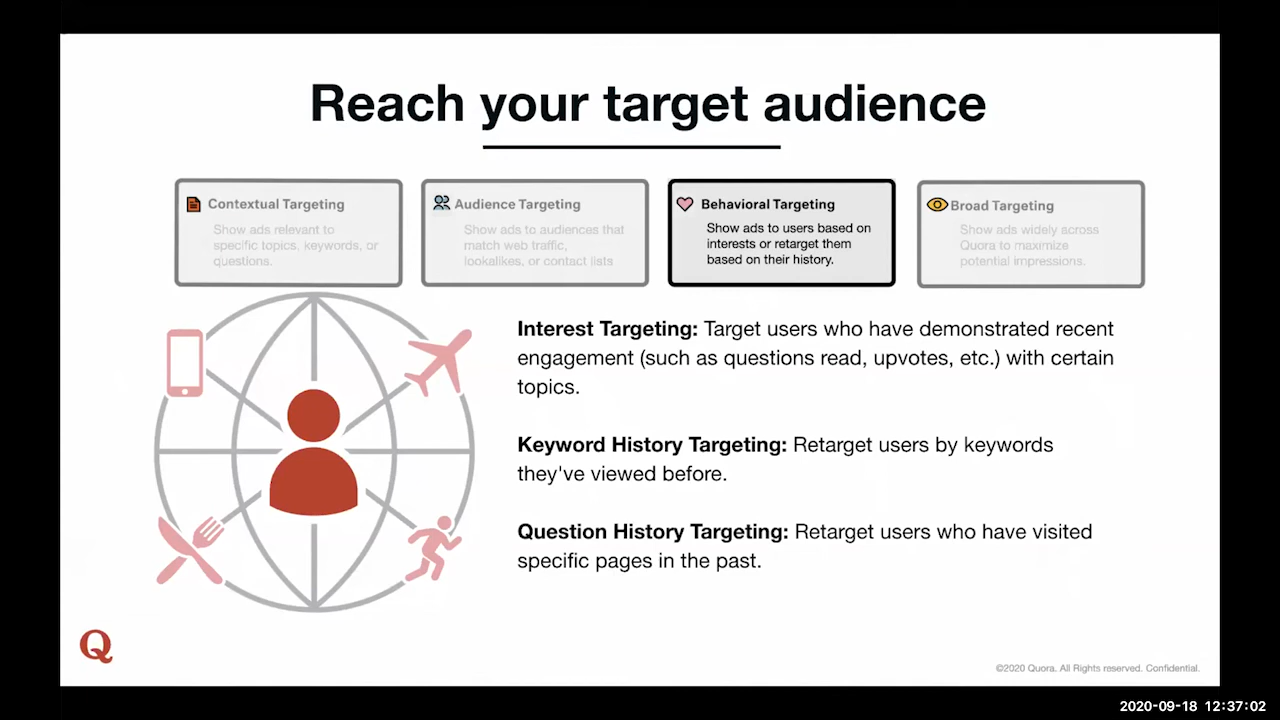 Reach your target audience
Contextual Targeting
Show ads relevant to
specific topics, keywords, or
questions.
Audience Targeting
Show ads to audiences that
match web traffic,
lookalikes, or contact lists
Behavioral Targeting
Show ads to users based on
interests or retarget them
based on their history.
Broad Targeting
Show ads widely across
Quora to maximize
potential impressions.
Interest Targeting: Target users who have demonstrated recent
engagement (such as questions read, upvotes, etc.) with certain
topics.
Keyword History Targeting: Retarget users by keywords
they've viewed before.
Question History Targeting: Retarget users who have visited
specific pages in the past.
Q
©2020 Quora. All Rights reserved. Confidential.
2020-09-18 12:37:02